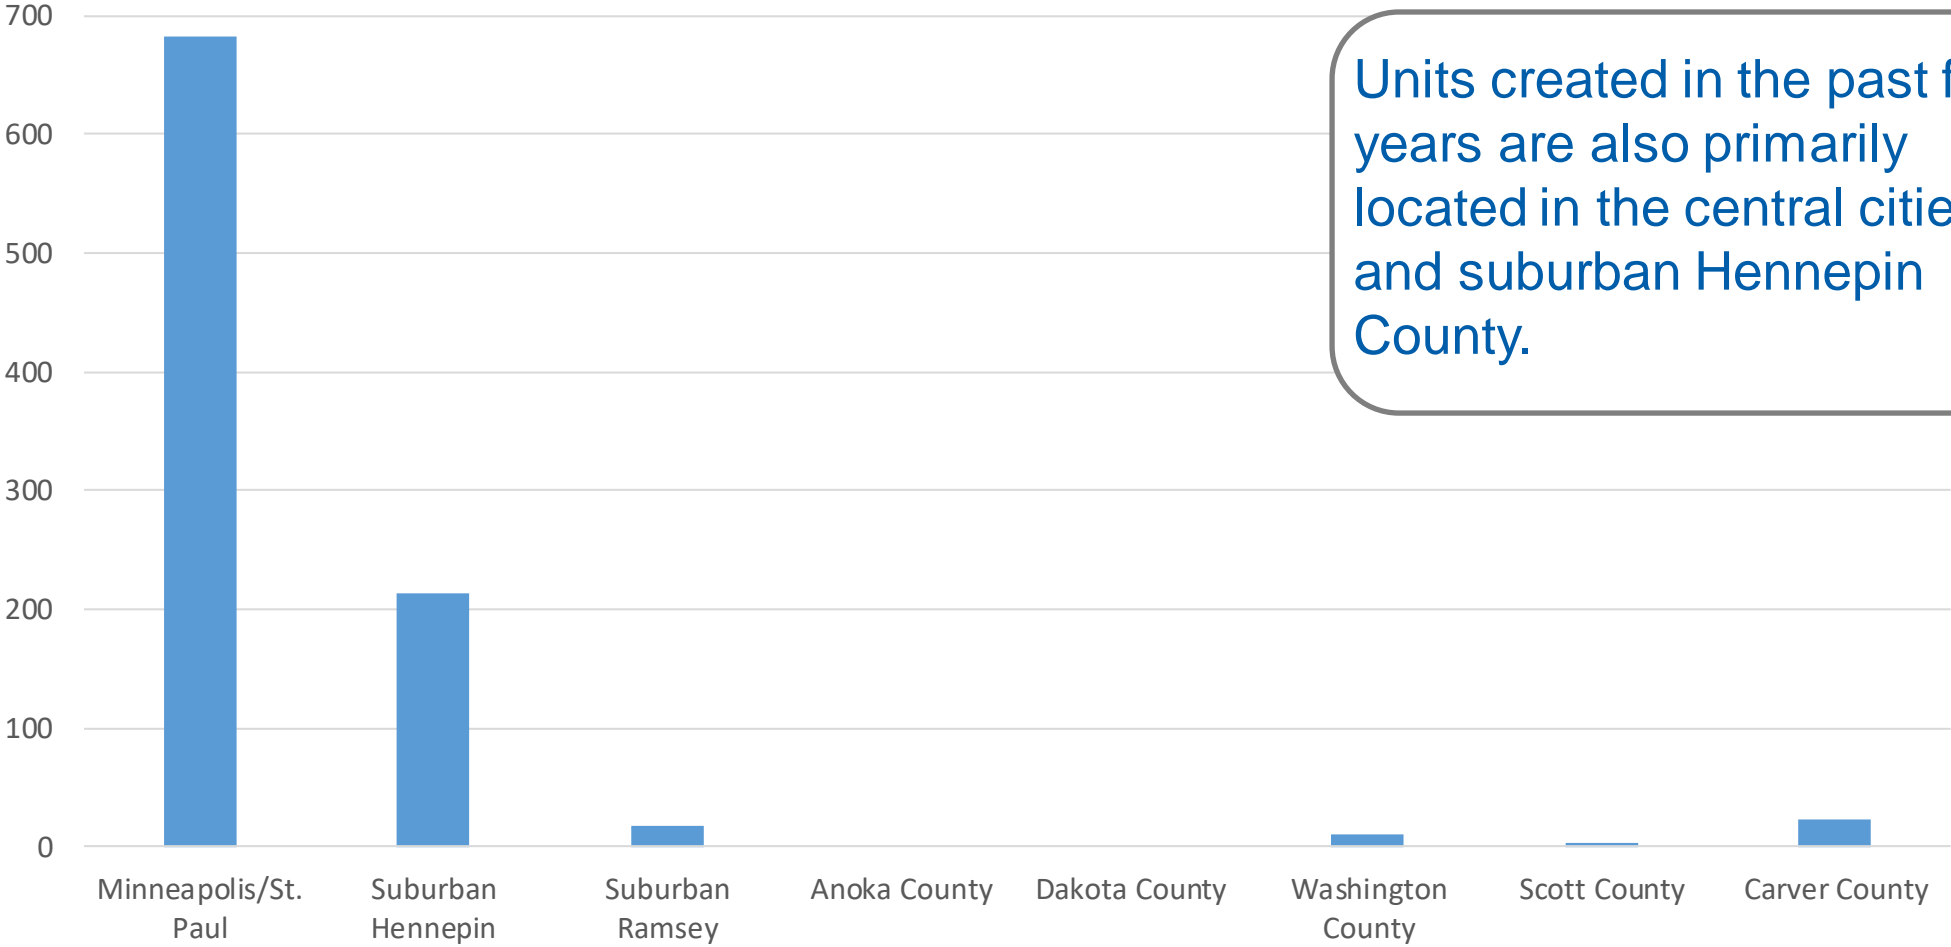 700
600
500
400
300
200
100
0
Units created in the past
years are also primarily
located in the central
and suburban Hennepin
County.
Minneapolis/St.
Paul
Suburban
Hennepin
Suburban
Ramsey
Anoka County
Dakota County
Washington
County
Scott County
Carver County